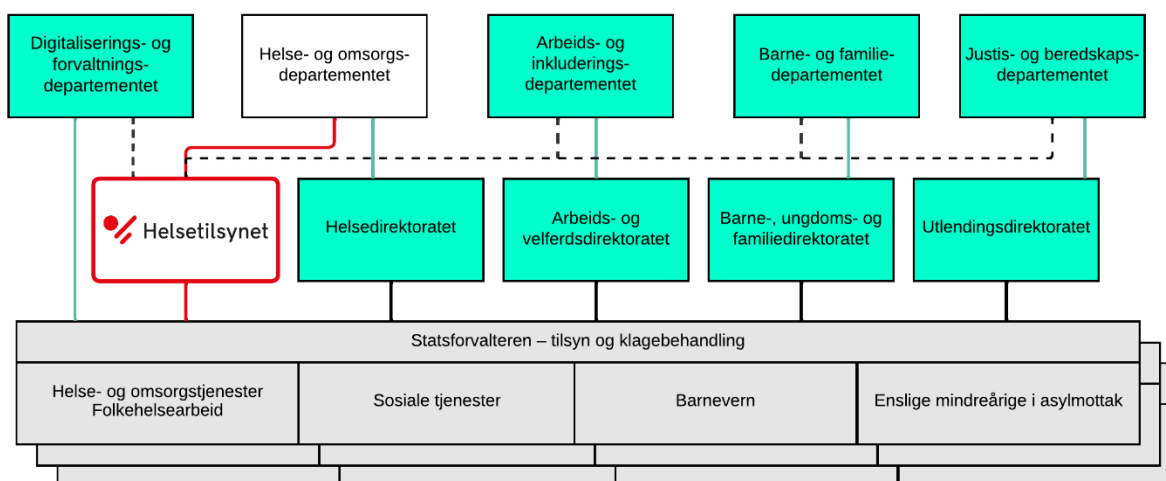 Digitaliserings- og
forvaltnings-
departementet
Helse- og omsorgs-
departementet
Arbeids- og
inkluderings-
departementet
Barne- og familie-
departementet
Justis- og beredskaps-
departementet
Helsetilsynet
Helsedirektoratet
Arbeids- og
velferdsdirektoratet
Barne-, ungdoms- og
familiedirektoratet
Utlendingsdirektoratet
Statsforvalteren – tilsyn og klagebehandling
Helse- og omsorgstjenester
Folkehelsearbeid
Sosiale tjenester
Barnevern
Enslige mindreårige i asylmottak